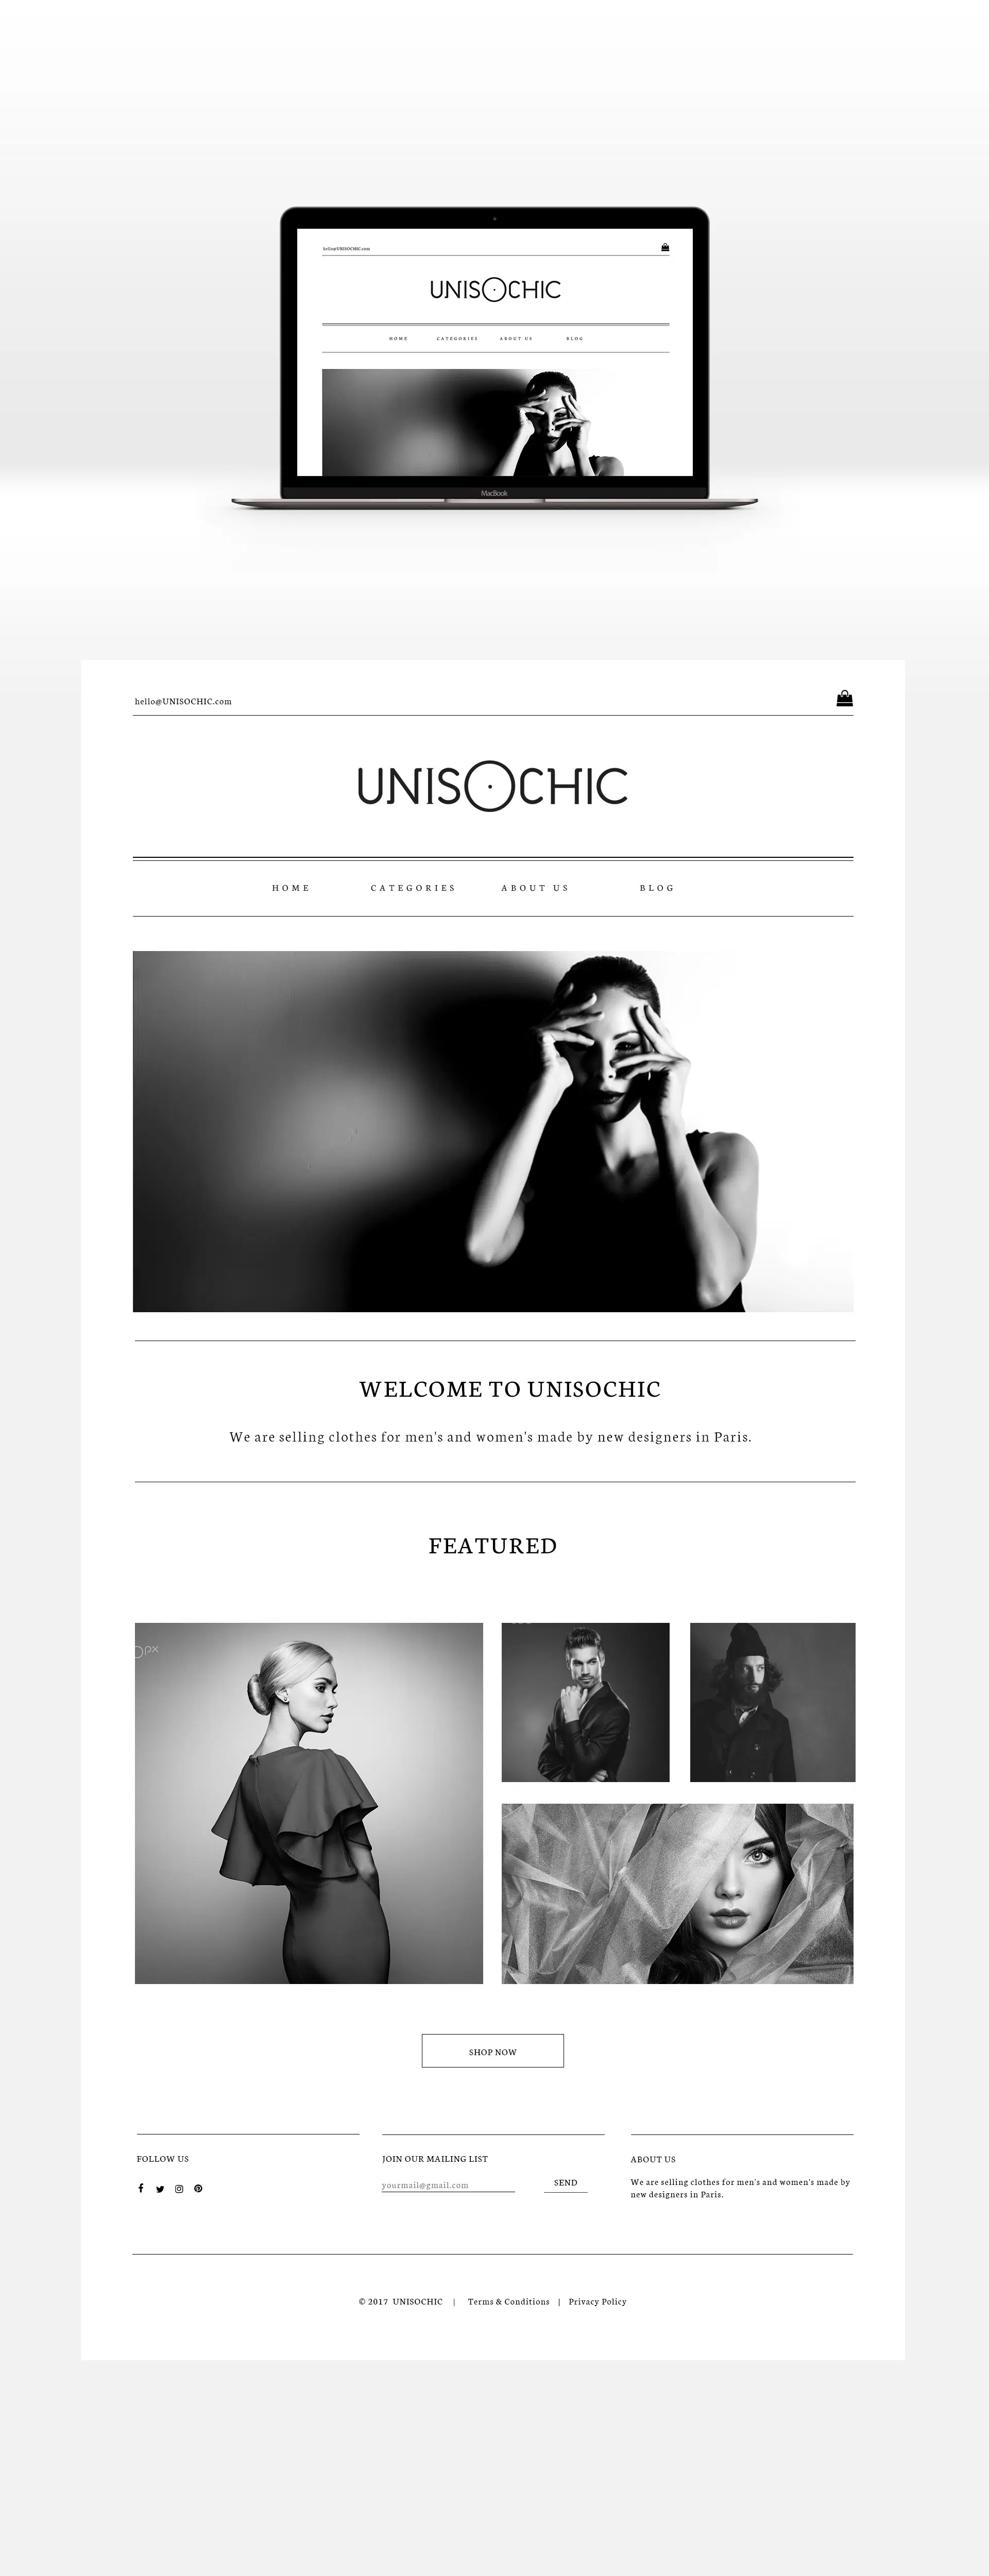 hello@UNISOCHIC.com
UNISOCHIC
HOME CATEGORIES ABOUT US BLOG
MacBook
hello@UNISOCHIC.com
UNISOCHIC
HOME CATEGORIES ABOUT US BLOG
WELCOME TO UNISOCHIC
We are selling clothes for men's and women's made by new designers in Paris.
FEATURED
SHOP NOW
FOLLOW US
JOIN OUR MAILING LIST
yourmail@gmail.com
SEND
ABOUT US
We are selling clothes for men's and women's made by
new designers in Paris.
© 2017 UNISOCHIC | Terms & Conditions | Privacy Policy